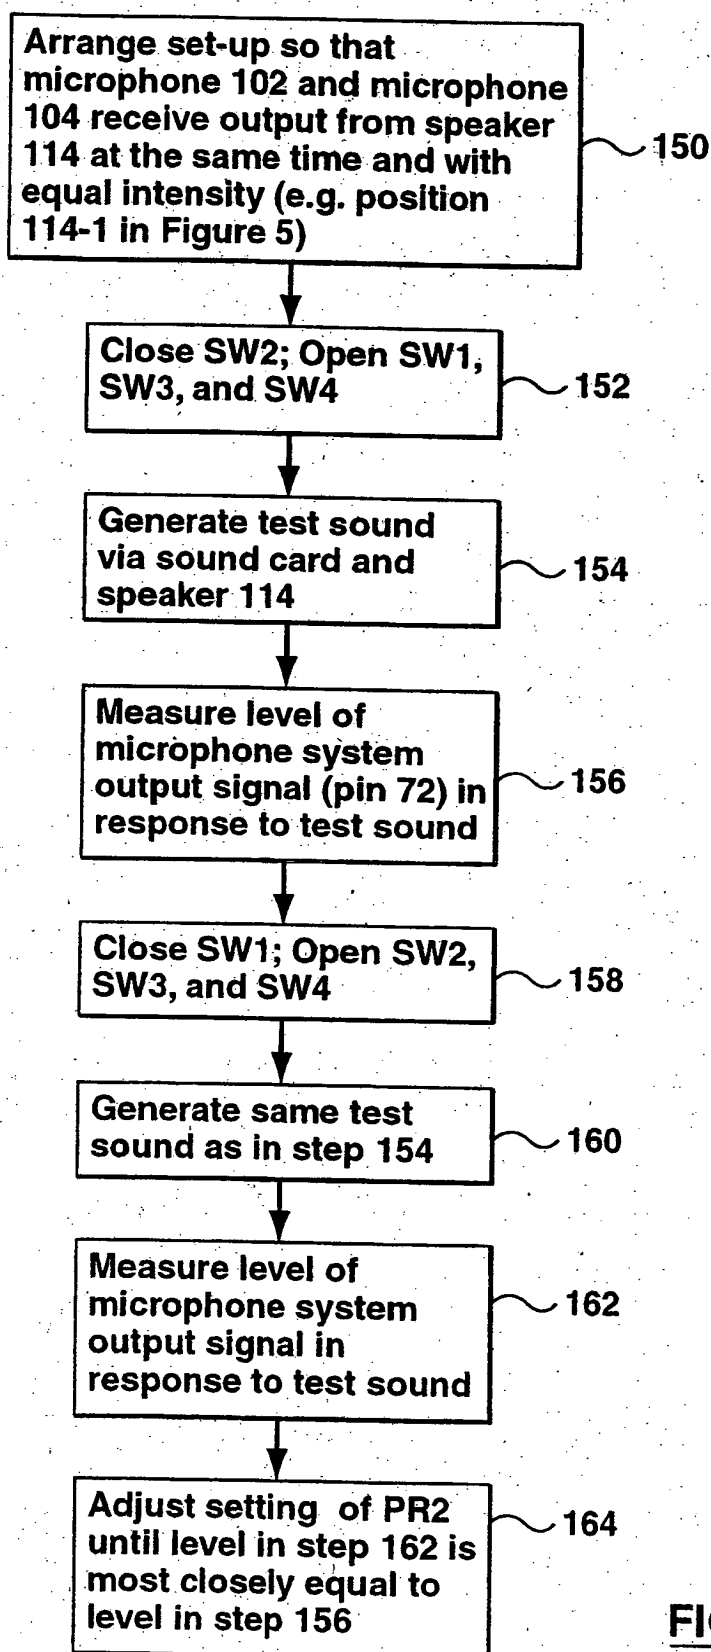 Arrange set-up so that
microphone 102 and microphone
104 receive output from speaker
114 at the same time and with
equal intensity (e.g. position
114-1 in Figure 5)
150
Close SW2; Open SW1,
SW3, and SW4
152
Generate test sound
via sound card and
speaker 114
154
Measure level of
microphone system
output signal (pin 72) in
response to test sound
156
Close SW1; Open SW2,
SW3, and SW4
158
Generate same test
sound as in step 154
160
Measure level of
microphone system
output signal in
response to test sound
162
Adjust setting of PR2
until level in step 162 is
most closely equal to
level in step 156
164